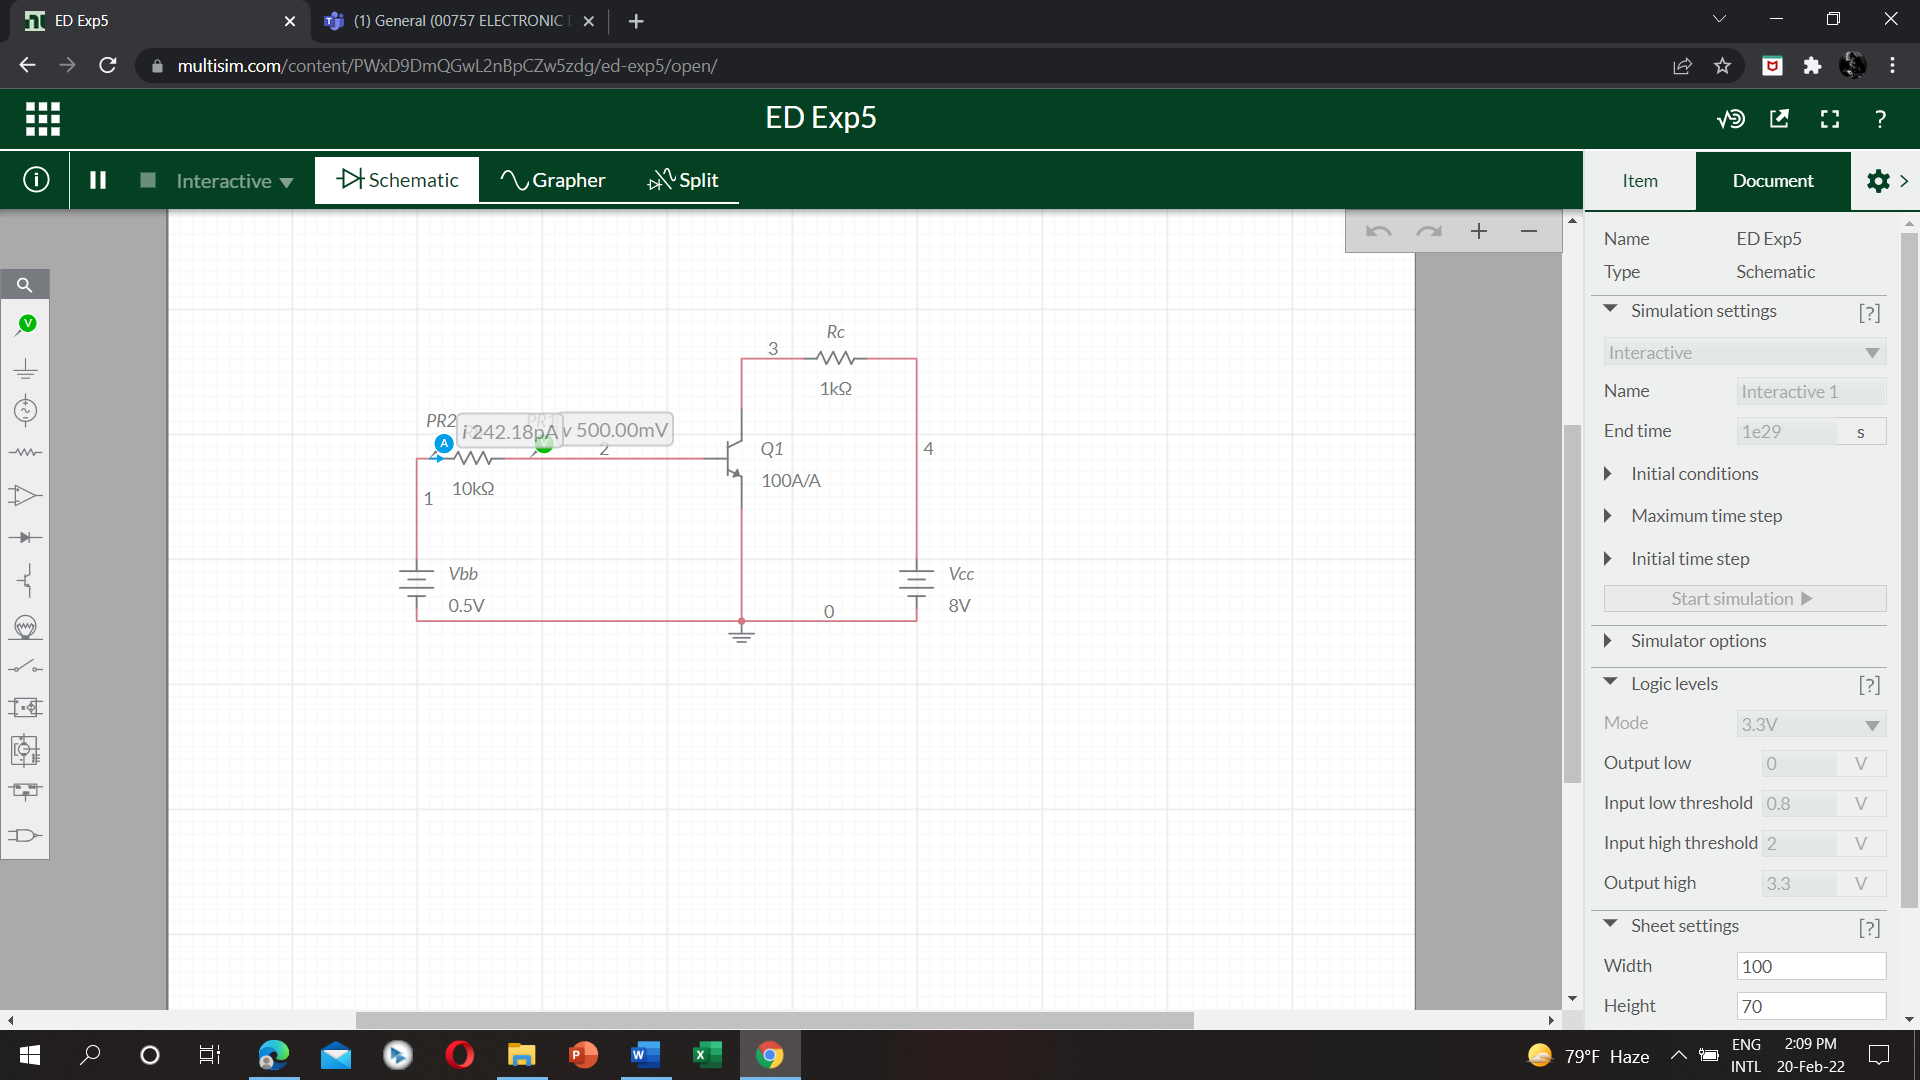 ED Exp5
(1) General (00757 ELECTRONIC
multisim.com/content/PWxD9DmQGwL2nBpCZw5zdg/ed-exp5/open/
ED Exp5
Interactive
Schematic
Grapher
Split
Item
Document
Name ED Exp5
Type Schematic
Simulation settings [?]
Interactive
Name Interactive 1
End time 1e29 s
Initial conditions
Maximum time step
Initial time step
Start simulation
Simulator options
Logic levels [?]
Mode 3.3V
Output low 0 V
Input low threshold 0.8 V
Input high threshold 2 V
Output high 3.3 V
Sheet settings [?]
Width 100
Height 70
V
Rc
3
1kΩ
PR2 PR1
i 242.18pA v 500.00mV
A
2
Q1
4
100A/A
10kΩ
1
Vbb
0.5V
Vcc
8V
0
79°F Haze
ENG
INTL
2:09 PM
20-Feb-22